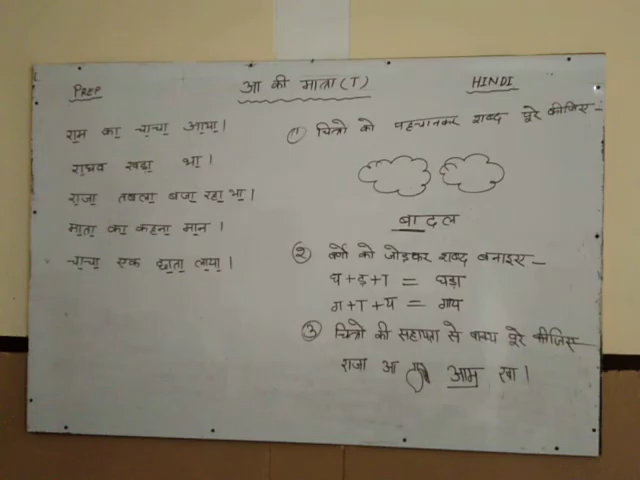 PREP
आ की मात्रा (ा)
HINDI
राम का चाचा आया।
राघव खड़ा था।
राजा तबला बजा रहा था।
माता का कहना मान।
चाचा एक छाता लाया।
① चित्रो को पहचानकर शब्द पूरे कीजिए -
बादल
② वर्णो को जोड़कर शब्द बनाइए -
घ + ड़ + ा = घड़ा
ग + ा + य = गाय
③ चित्रो की सहायता से वाक्य पूरे कीजिए -
राजा आ आम खा।